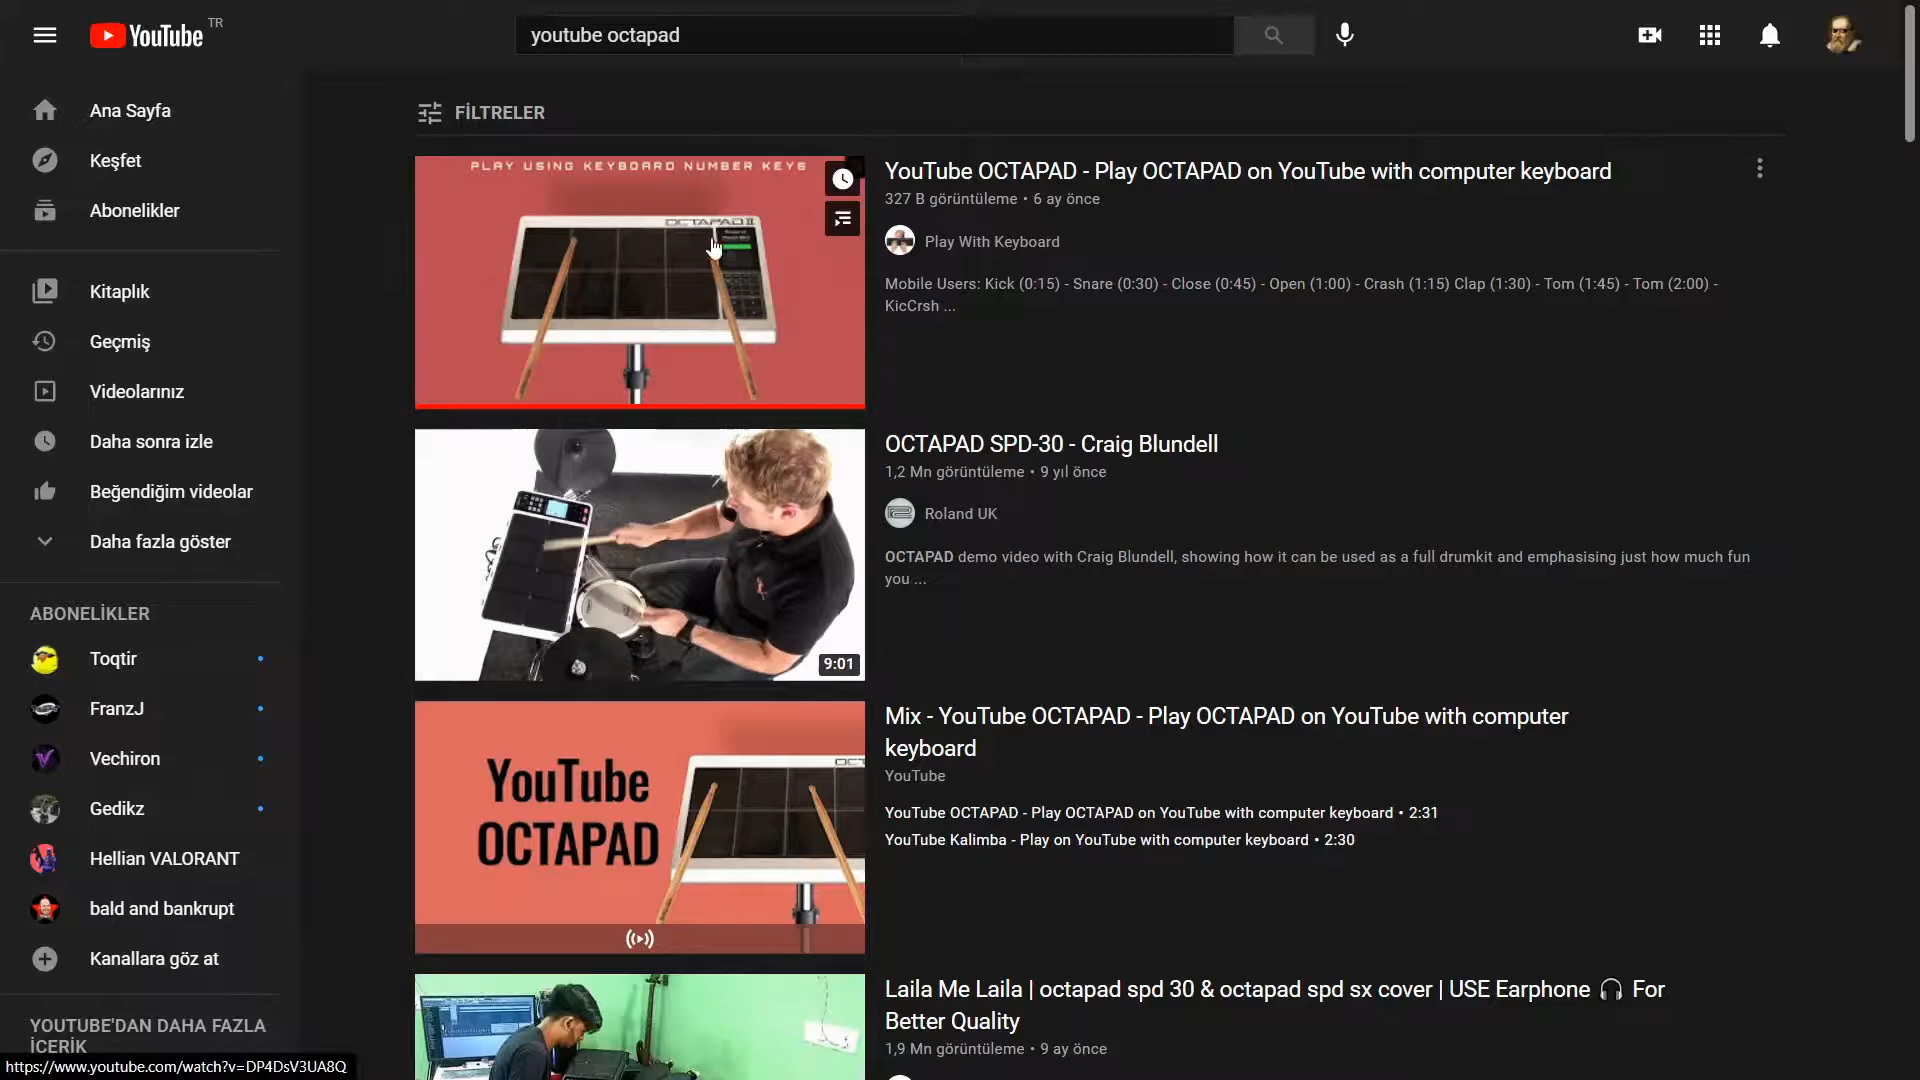 YouTube TR
youtube octapad
Ana Sayfa
Keşfet
Abonelikler
Kitaplık
Geçmiş
Videolarınız
Daha sonra izle
Beğendiğim videolar
Daha fazla göster
ABONELİKLER
Toqtir
FranzJ
Vechiron
Gedikz
Hellian VALORANT
bald and bankrupt
Kanallara göz at
YOUTUBE'DAN DAHA FAZLA
İÇERİK
https://www.youtube.com/watch?v=DP4DsV3UA8Q
FİLTRELER
PLAY USING KEYBOARD NUMBER KEYS
OCTAPAD II
YouTube OCTAPAD - Play OCTAPAD on YouTube with computer keyboard
327 B görüntüleme • 6 ay önce
Play With Keyboard
Mobile Users: Kick (0:15) - Snare (0:30) - Close (0:45) - Open (1:00) - Crash (1:15) Clap (1:30) - Tom (1:45) - Tom (2:00) -
KicCrsh ...
9:01
OCTAPAD SPD-30 - Craig Blundell
1,2 Mn görüntüleme • 9 yıl önce
Roland UK
OCTAPAD demo video with Craig Blundell, showing how it can be used as a full drumkit and emphasising just how much fun
you ...
YouTube
OCTAPAD
Mix - YouTube OCTAPAD - Play OCTAPAD on YouTube with computer
keyboard
YouTube
YouTube OCTAPAD - Play OCTAPAD on YouTube with computer keyboard • 2:31
YouTube Kalimba - Play on YouTube with computer keyboard • 2:30
Laila Me Laila | octapad spd 30 & octapad spd sx cover | USE Earphone 🎧 For
Better Quality
1,9 Mn görüntüleme • 9 ay önce